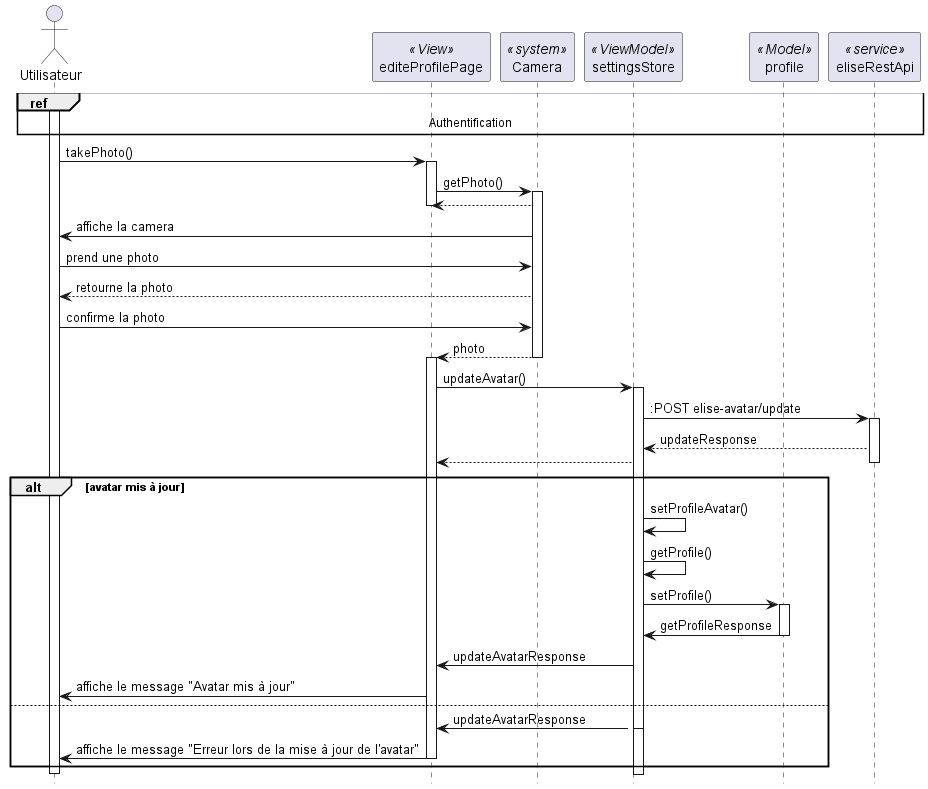 Utilisateur
«View»
editeProfilePage
«system»
Camera
«ViewModel»
settingsStore
«Model»
profile
«service»
eliseRestApi
ref
Authentification
takePhoto()
getPhoto()
affiche la camera
prend une photo
retourne la photo
confirme la photo
photo
updateAvatar()
:POST elise-avatar/update
updateResponse
alt [avatar mis à jour]
setProfileAvatar()
getProfile()
setProfile()
getProfileResponse
updateAvatarResponse
affiche le message "Avatar mis à jour"
updateAvatarResponse
affiche le message "Erreur lors de la mise à jour de l'avatar"